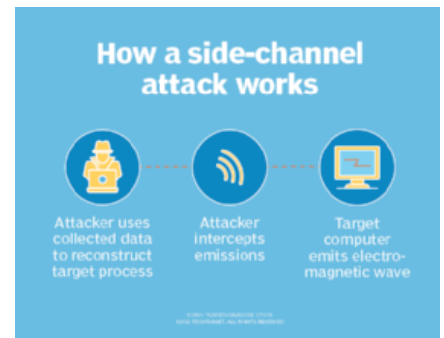 How a side-channel
attack works
Attacker uses
collected data
to reconstruct
target process
Attacker
intercepts
emissions
Target
computer
emits electro-
magnetic wave